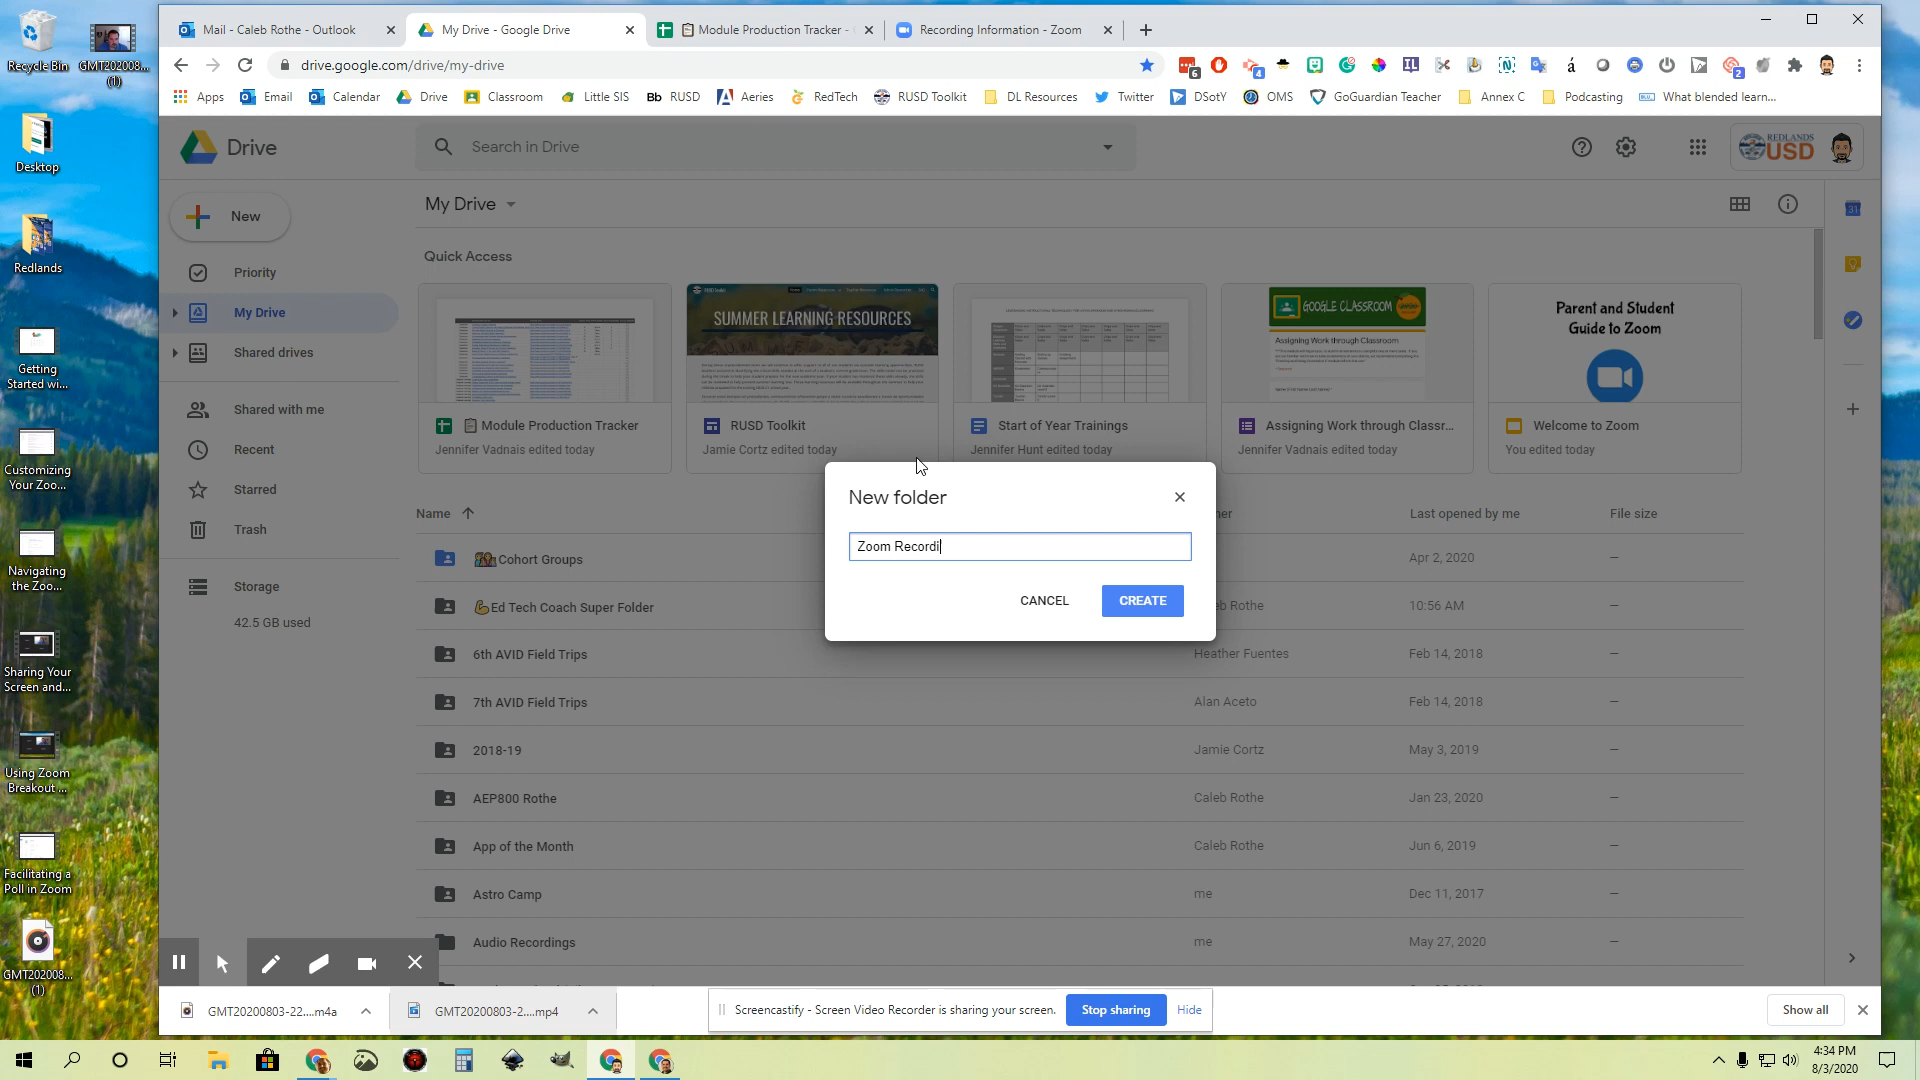 Recycle Bin
GMT202008...
(1)
Desktop
Redlands
Getting
Started wi...
Customizing
Your Zoo...
Navigating
the Zoo...
Sharing Your
Screen and...
Using Zoom
Breakout ...
Facilitating a
Poll in Zoom
GMT202008...
(1)
Mail - Caleb Rothe - Outlook
My Drive - Google Drive
Module Production Tracker -
Recording Information - Zoom
drive.google.com/drive/my-drive
6
4
2
Apps
Email
Calendar
Drive
Classroom
Little SIS
Bb RUSD
Aeries
RedTech
RUSD Toolkit
DL Resources
Twitter
DSotY
OMS
GoGuardian Teacher
Annex C
Podcasting
What blended learn...
Drive
Search in Drive
REDLANDS
USD
New
Priority
My Drive
Shared drives
Shared with me
Recent
Starred
Trash
Storage
42.5 GB used
My Drive
Quick Access
SUMMER LEARNING RESOURCES
GOOGLE CLASSROOM
Assigning Work through Classroom
Parent and Student
Guide to Zoom
Module Production Tracker
Jennifer Vadnais edited today
RUSD Toolkit
Jamie Cortz edited today
Start of Year Trainings
Jennifer Hunt edited today
Assigning Work through Classr...
Jennifer Vadnais edited today
Welcome to Zoom
You edited today
New folder
Zoom Recordi
CANCEL
CREATE
Name
ner
Last opened by me
File size
Cohort Groups
Apr 2, 2020
—
Ed Tech Coach Super Folder
eb Rothe
10:56 AM
—
6th AVID Field Trips
Heather Fuentes
Feb 14, 2018
—
7th AVID Field Trips
Alan Aceto
Feb 14, 2018
—
2018-19
Jamie Cortz
May 3, 2019
—
AEP800 Rothe
Caleb Rothe
Jan 23, 2020
—
App of the Month
Caleb Rothe
Jun 6, 2019
—
Astro Camp
me
Dec 11, 2017
—
Audio Recordings
me
May 27, 2020
—
31
GMT20200803-22....m4a
GMT20200803-2....mp4
Screencastify - Screen Video Recorder is sharing your screen.
Stop sharing
Hide
Show all
4:34 PM
8/3/2020